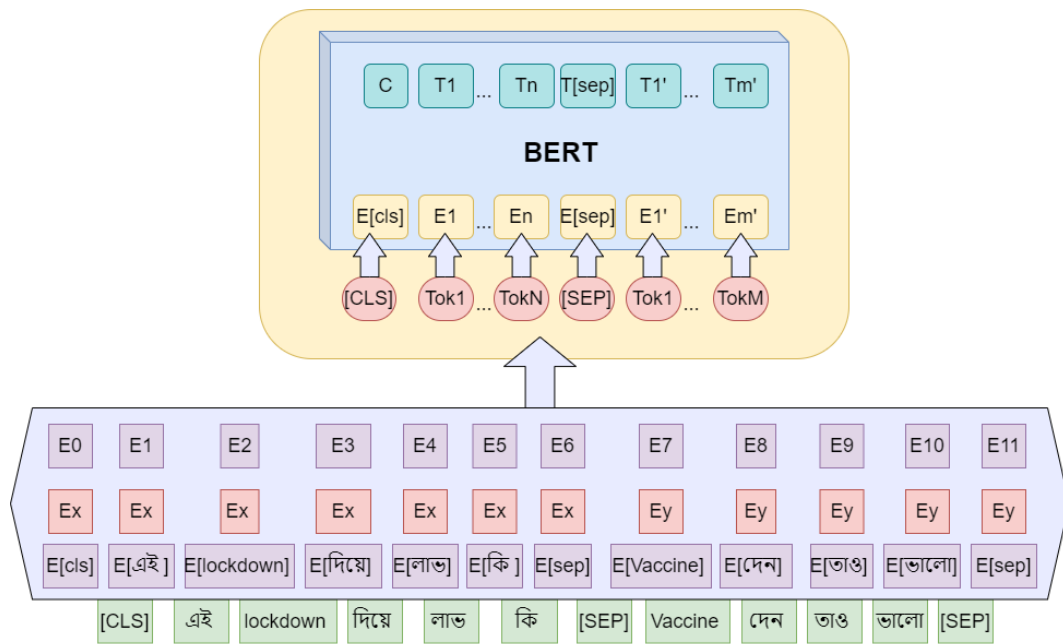 C T1 ... Tn T[sep] T1' ... Tm'
BERT
E[cls] E1 ... En E[sep] E1' ... Em'
[CLS] Tok1 ... TokN [SEP] Tok1 ... TokM
E0 E1 E2 E3 E4 E5 E6 E7 E8 E9 E10 E11
Ex Ex Ex Ex Ex Ex Ex Ey Ey Ey Ey Ey
E[cls] E[এই ] E[lockdown] E[দিয়ে] E[লাভ] E[কি ] E[sep] E[Vaccine] E[দেন] E[তাও] E[ভালো] E[sep]
[CLS] এই lockdown দিয়ে লাভ কি [SEP] Vaccine দেন তাও ভালো [SEP]